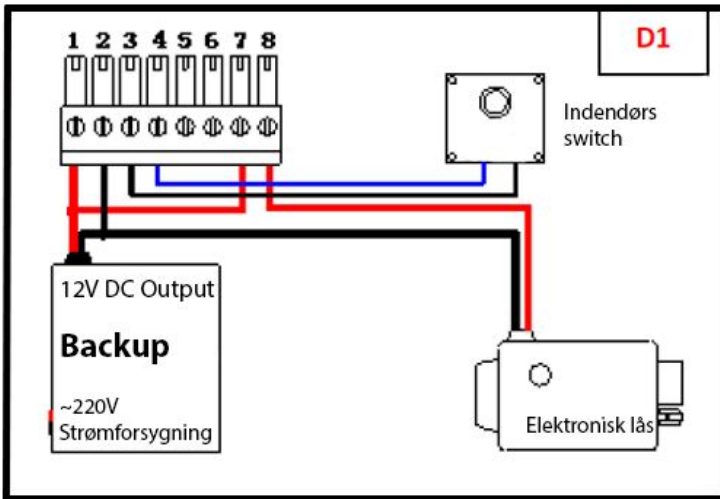 1 2 3 4 5 6 7 8
D1
Indendørs
switch
12V DC Output
Backup
~220V
Strømforsygning
Elektronisk lås